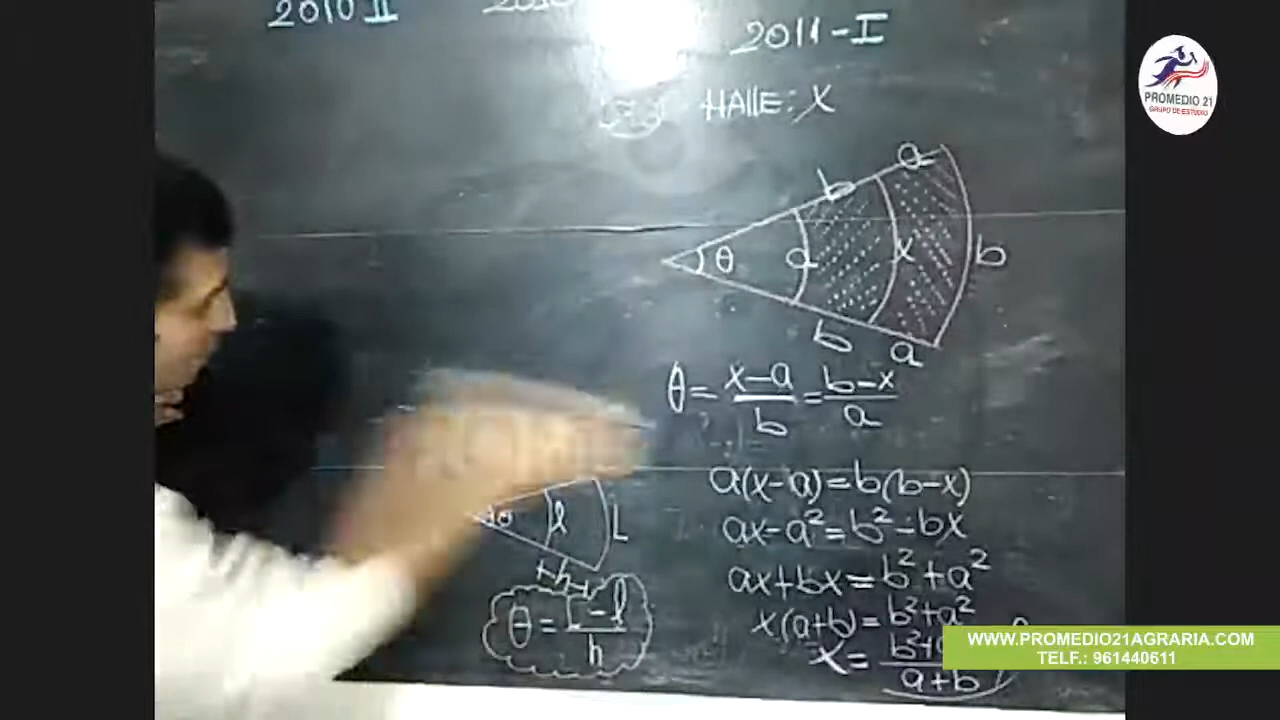 2010 II
2011-I
HALLE: X
a
b
θ
a
x
b
b
a
θ = x-a/b = b-x/a
a(x-a)=b(b-x)
ax-a²=b²-bx
ax+bx=b²+a²
x(a+b)=b²+a²
x=
a+b
l
L
h
θ = L-l/h
PROMEDIO 21
GRUPO DE ESTUDIO
WWW.PROMEDIO21AGRARIA.COM
TELF.: 961440611